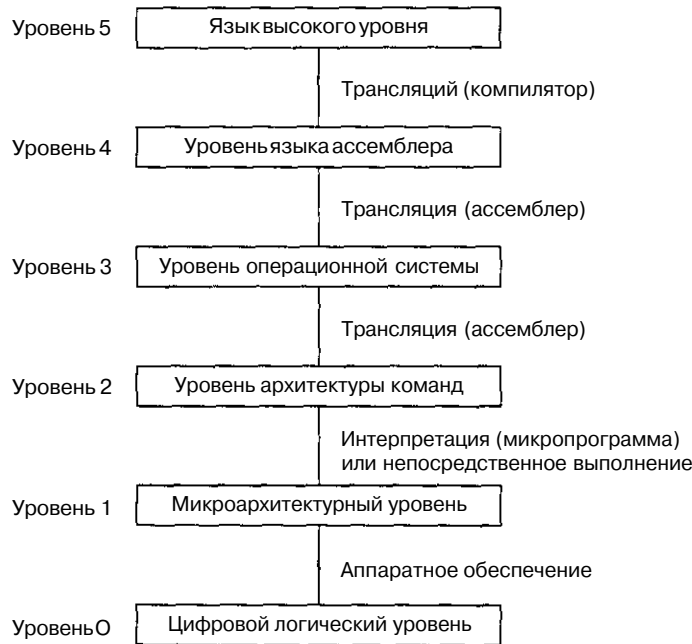 Уровень 5 Язык высокого уровня
Трансляций (компилятор)
Уровень 4 Уровень языка ассемблера
Трансляция (ассемблер)
Уровень 3 Уровень операционной системы
Трансляция (ассемблер)
Уровень 2 Уровень архитектуры команд
Интерпретация (микропрограмма)
или непосредственное выполнение
Уровень 1 Микроархитектурный уровень
Аппаратное обеспечение
Уровень О Цифровой логический уровень